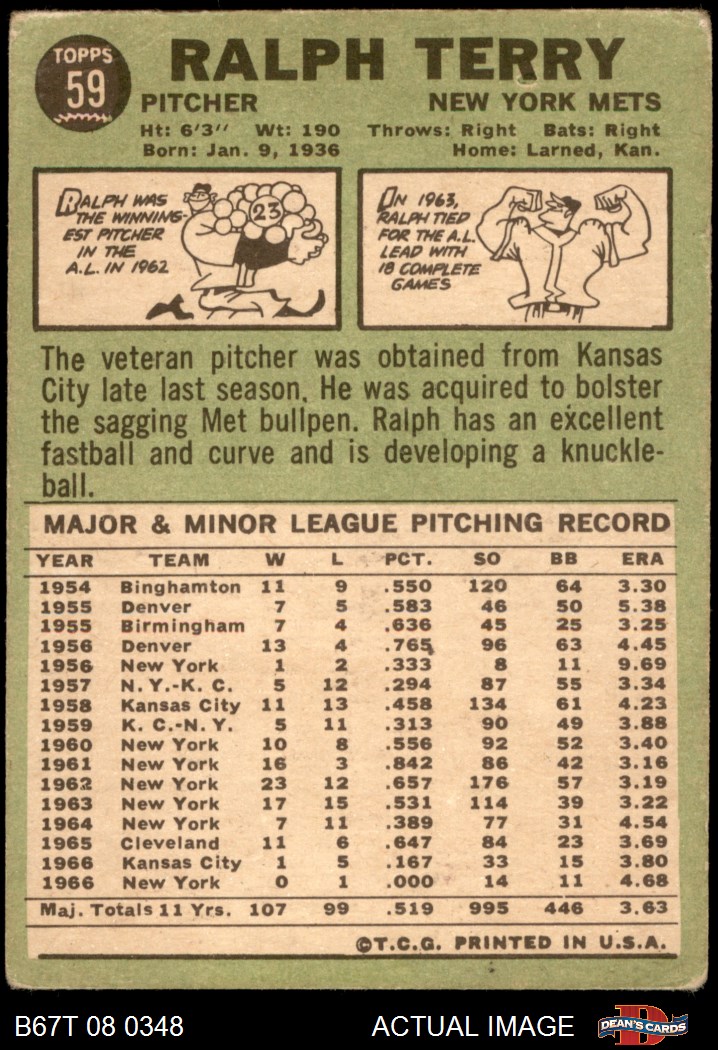 TOPPS
59
RALPH TERRY
PITCHER NEW YORK METS
Ht: 6'3" Wt: 190 Throws: Right Bats: Right
Born: Jan. 9, 1936 Home: Larned, Kan.
RALPH WAS
THE WINNING-
EST PITCHER
IN THE
A.L. IN 1962
23
IN 1963,
RALPH TIED
FOR THE A.L.
LEAD WITH
18 COMPLETE
GAMES
The veteran pitcher was obtained from Kansas
City late last season. He was acquired to bolster
the sagging Met bullpen. Ralph has an excellent
fastball and curve and is developing a knuckle-
ball.
MAJOR & MINOR LEAGUE PITCHING RECORD
YEAR TEAM W L PCT. SO BB ERA
1954 Binghamton 11 9 .550 120 64 3.30
1955 Denver 7 5 .583 46 50 5.38
1955 Birmingham 7 4 .636 45 25 3.25
1956 Denver 13 4 .765 96 63 4.45
1956 New York 1 2 .333 8 11 9.69
1957 N.Y.-K. C. 5 12 .294 87 55 3.34
1958 Kansas City 11 13 .458 134 61 4.23
1959 K. C.-N. Y. 5 11 .313 90 49 3.88
1960 New York 10 8 .556 92 52 3.40
1961 New York 16 3 .842 86 42 3.16
1962 New York 23 12 .657 176 57 3.19
1963 New York 17 15 .531 114 39 3.22
1964 New York 7 11 .389 77 31 4.54
1965 Cleveland 11 6 .647 84 23 3.69
1966 Kansas City 1 5 .167 33 15 3.80
1966 New York 0 1 .000 14 11 4.68
Maj. Totals 11 Yrs. 107 99 .519 995 446 3.63
©T.C.G. PRINTED IN U.S.A.
B67T 08 0348 ACTUAL IMAGE
D
DEAN'S CARDS